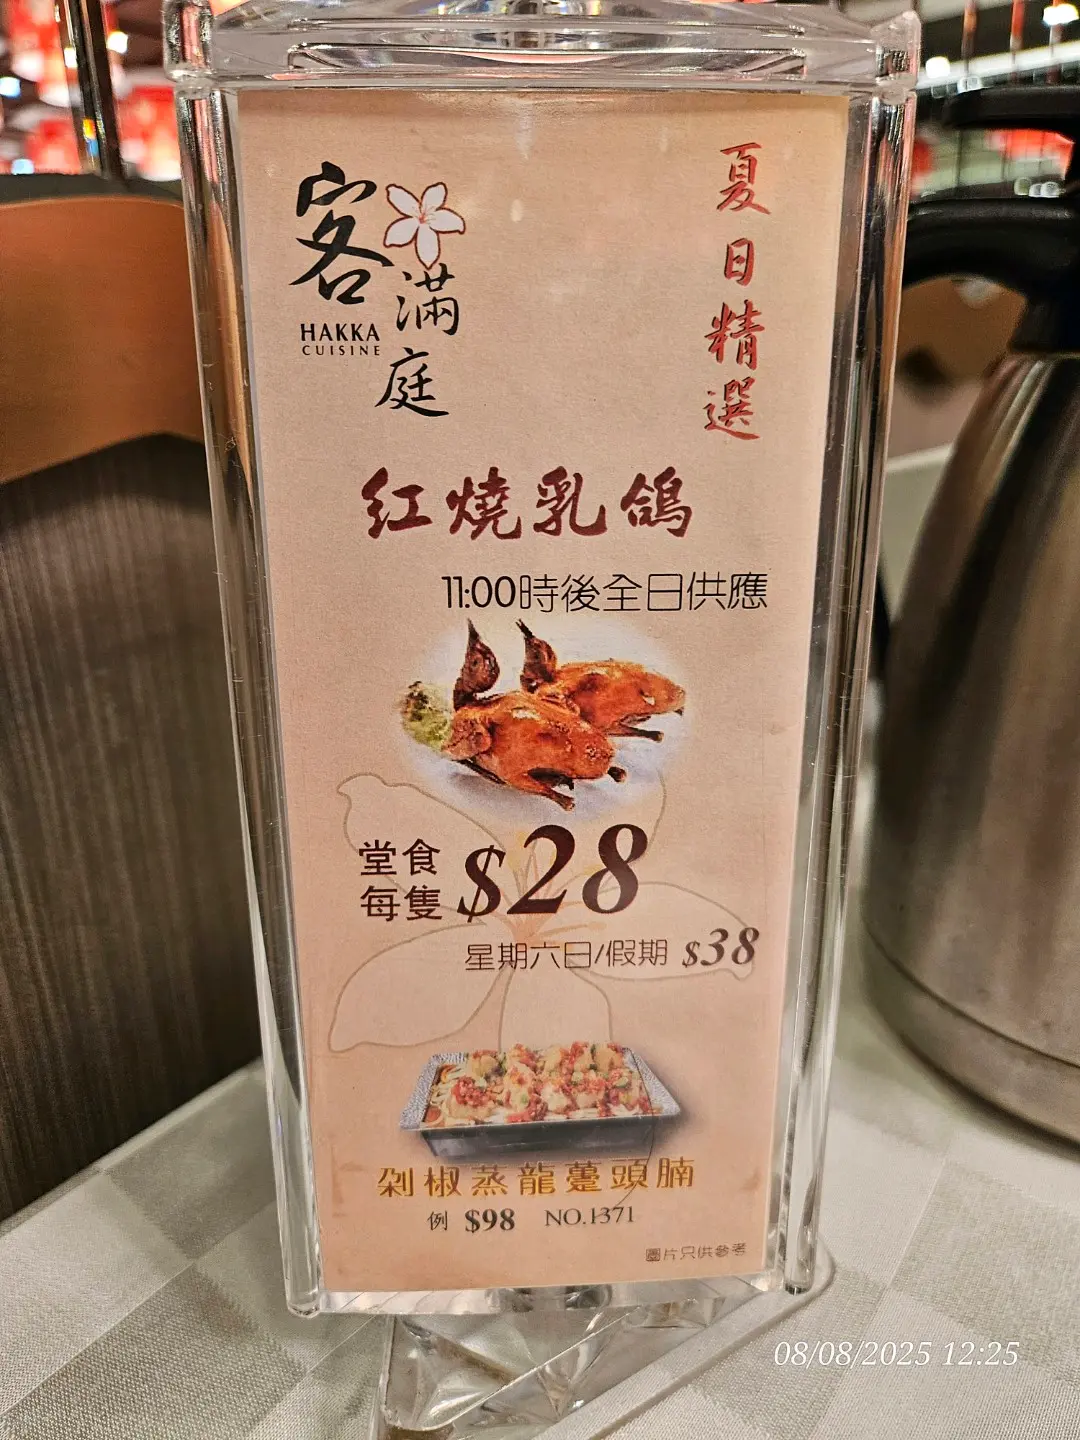 客滿庭
HAKKA
CUISINE
夏日精選
紅燒乳鴿
11:00時後全日供應
堂食
每隻 $28
星期六日/假期 $38
剁椒蒸龍躉頭腩
例 $98 NO.1371
圖片只供參考
08/08/2025 12:25